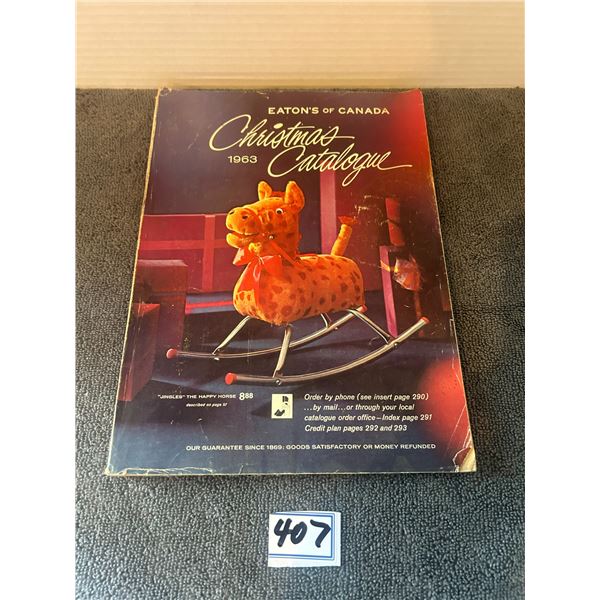 EATON'S OF CANADA
Christmas
1963 Catalogue
"JINGLES" THE HAPPY HORSE 8.88
described on page 57
Order by phone (see insert page 290)
...by mail...or through your local
catalogue order office—Index page 291
Credit plan pages 292 and 293
OUR GUARANTEE SINCE 1869: GOODS SATISFACTORY OR MONEY REFUNDED
407